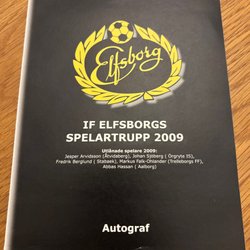 Elfsborg
IF ELFSBORGS
SPELARTRUPP 2009
Utlånade spelare 2009:
Jesper Arvidsson (Åtvidaberg), Johan Sjöberg ( Örgryte IS),
Fredrik Berglund ( Stabæk), Markus Falk-Olander (Trelleborgs FF),
Abbas Hassan ( Aalborg)
Autograf